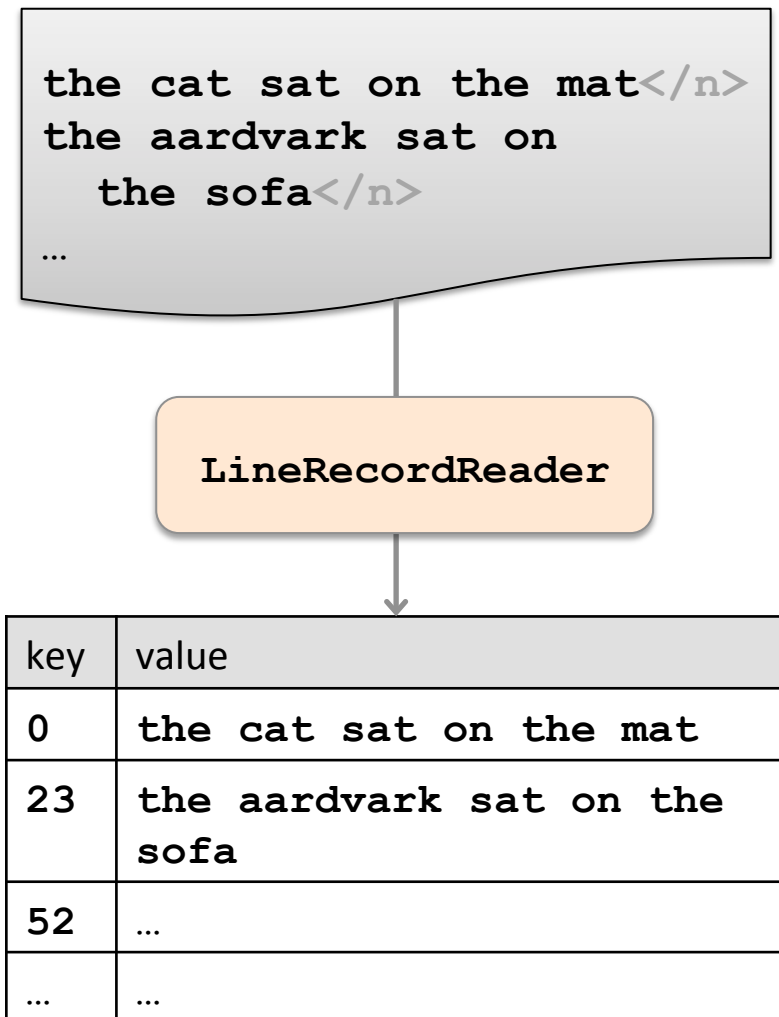 the cat sat on the mat</n>
the aardvark sat on
the sofa</n>
…
LineRecordReader
key value
0 the cat sat on the mat
23 the aardvark sat on the
sofa
52 …
… …